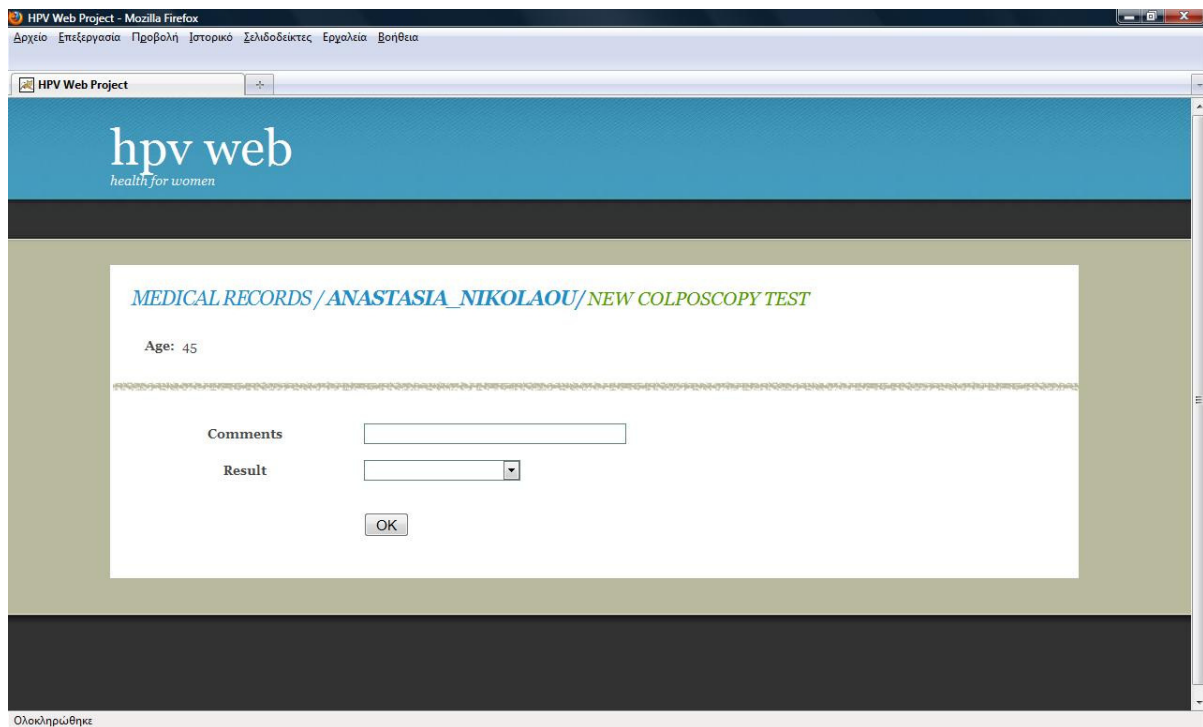 HPV Web Project - Mozilla Firefox
Αρχείο Επεξεργασία Προβολή Ιστορικό Σελιδοδείκτες Εργαλεία Βοήθεια
HPV Web Project
hpv web
health for women
MEDICAL RECORDS / ANASTASIA_NIKOLAOU/ NEW COLPOSCOPY TEST
Age: 45
Comments
Result
OK
Ολοκληρώθηκε